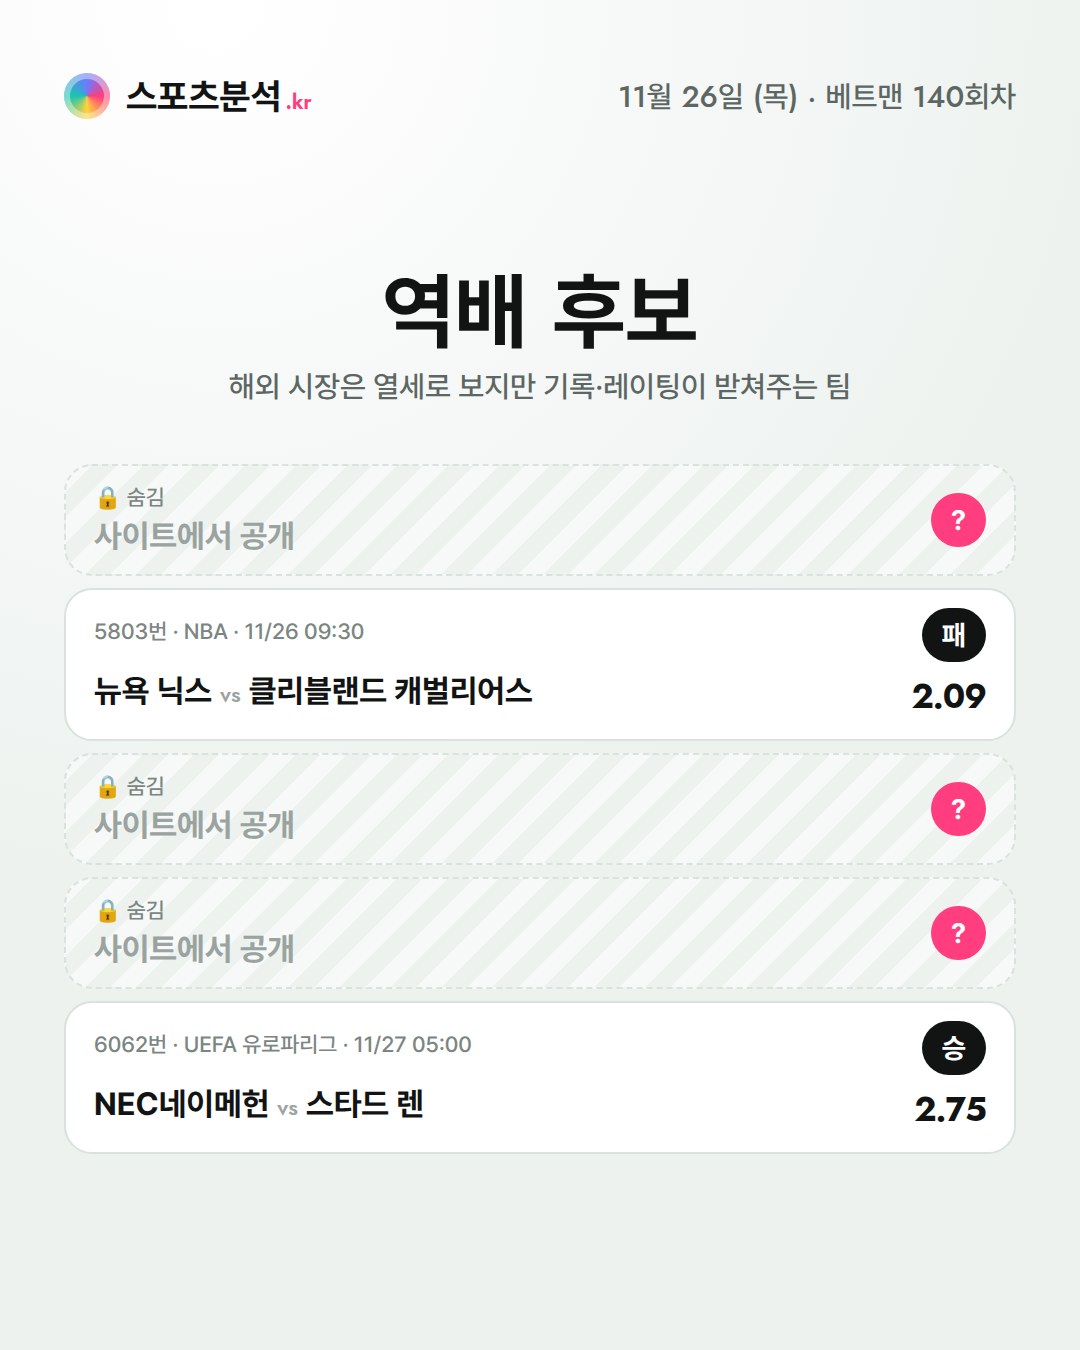 스포츠분석.kr
11월 26일 (목) · 베트맨 140회차
역배 후보
해외 시장은 열세로 보지만 기록·레이팅이 받쳐주는 팀
🔒 숨김
사이트에서 공개
?
5803번 · NBA · 11/26 09:30
패
뉴욕 닉스 vs 클리블랜드 캐벌리어스
2.09
🔒 숨김
사이트에서 공개
?
🔒 숨김
사이트에서 공개
?
6062번 · UEFA 유로파리그 · 11/27 05:00
승
NEC네이메헌 vs 스타드 렌
2.75